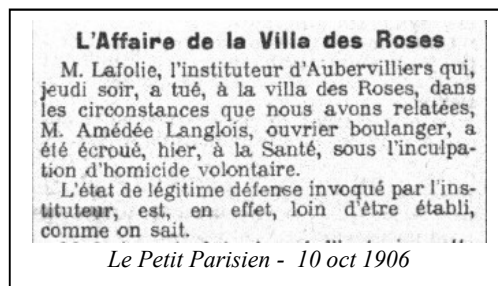 L'Affaire de la Villa des Roses
M. Lafolie, l'instituteur d'Aubervilliers qui,
jeudi soir, a tué, à la villa des Roses, dans
les circonstances que nous avons relatées,
M. Amédée Langlois, ouvrier boulanger, a
été écroué, hier, à la Santé, sous l'inculpa-
tion d'homicide volontaire.
L'état de légitime défense invoqué par l'ins-
tituteur, est, en effet, loin d'être établi,
comme on sait.
Le Petit Parisien - 10 oct 1906